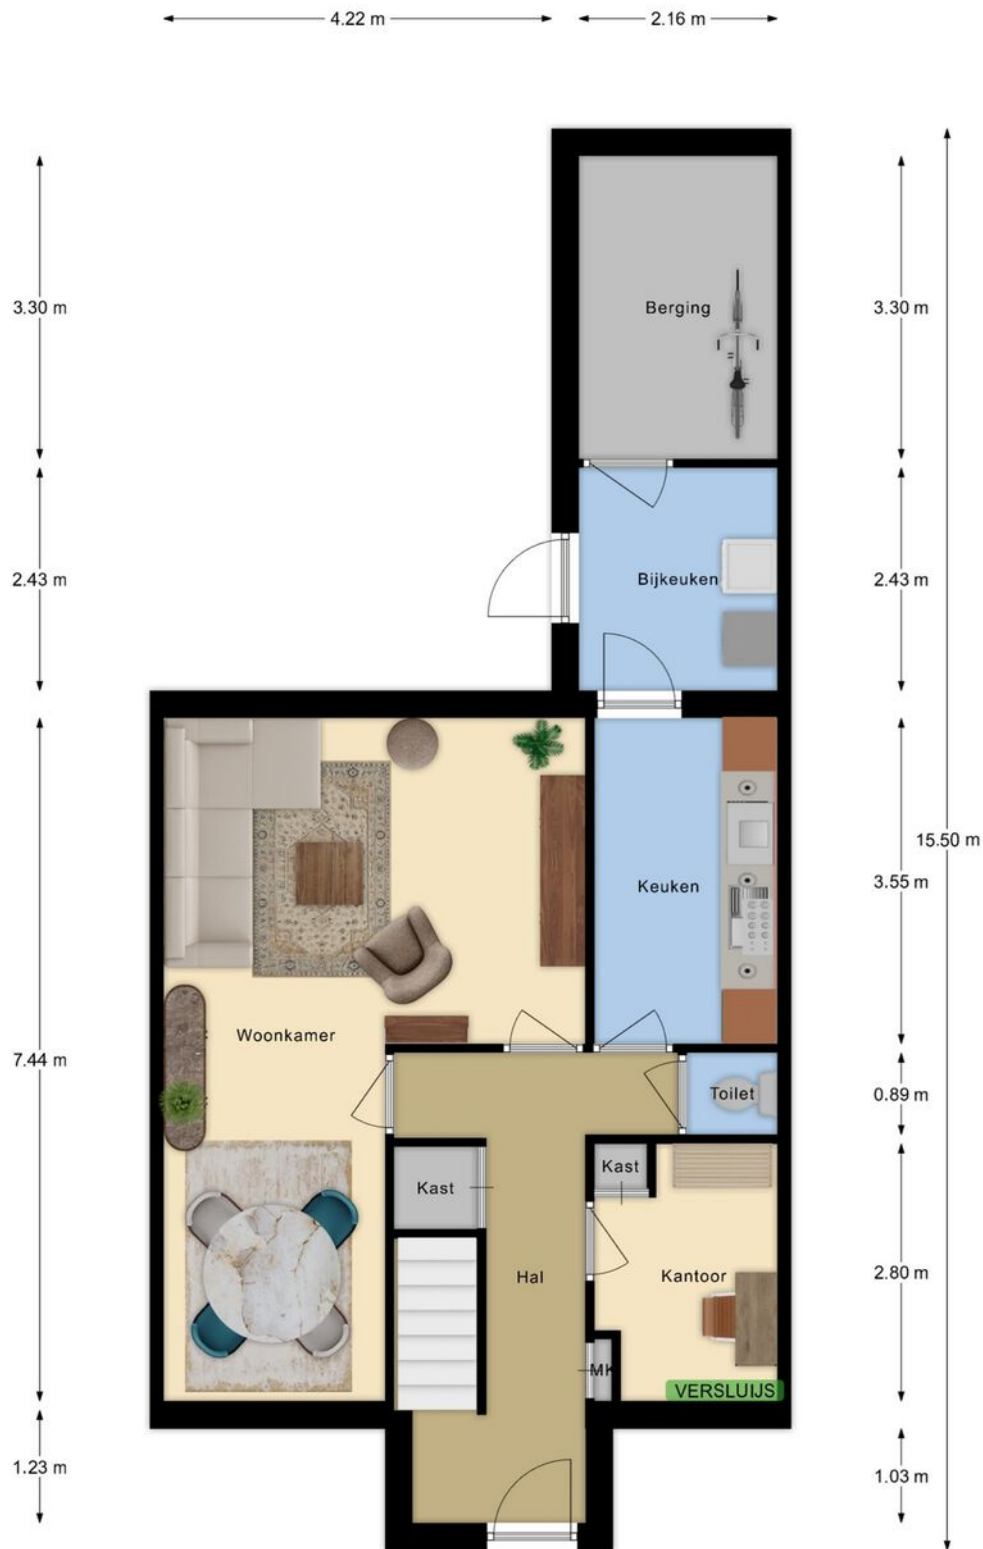 4.22 m
2.16 m
3.30 m
Berging
3.30 m
2.43 m
Bijkeuken
2.43 m
15.50 m
Keuken
3.55 m
Woonkamer
7.44 m
Toilet
0.89 m
Kast
Kast
Hal
Kantoor
2.80 m
MK
VERSLUIJS
1.23 m
1.03 m